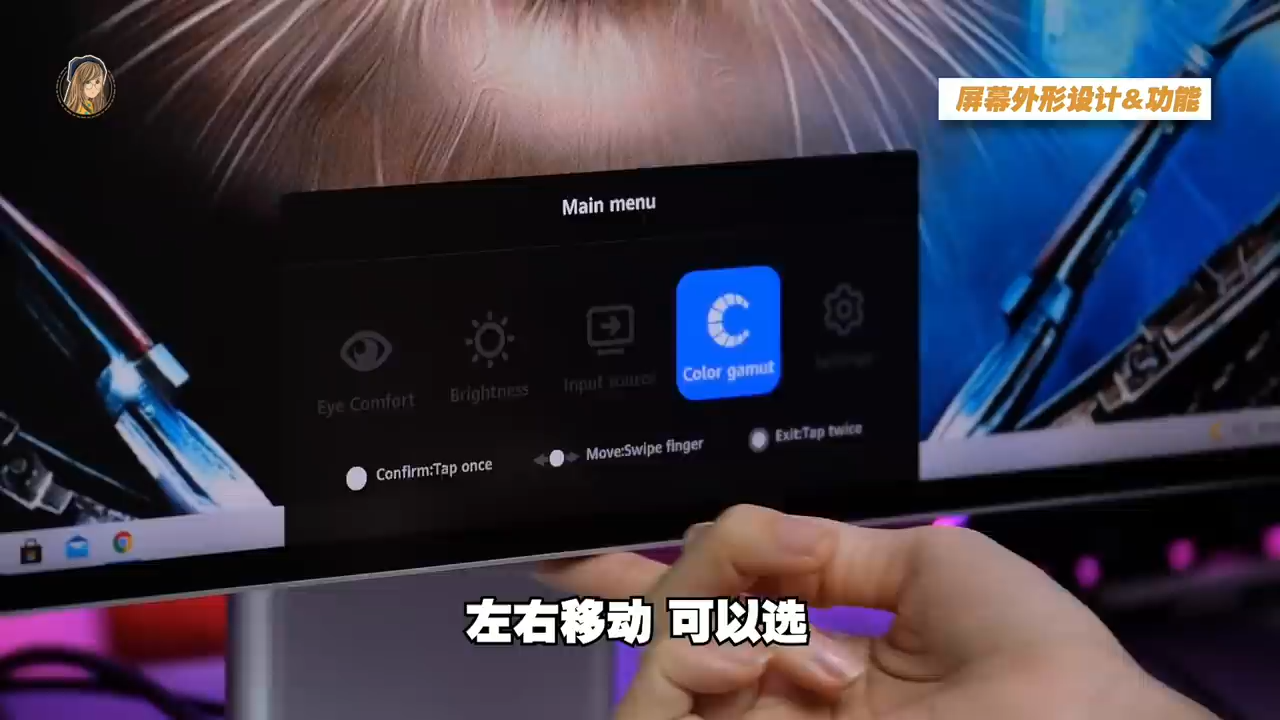 屏幕外形设计&功能
Main menu
Eye Comfort
Brightness
Input source
Color gamut
Settings
Confirm:Tap once
Move:Swipe finger
Exit:Tap twice
左右移动 可以选